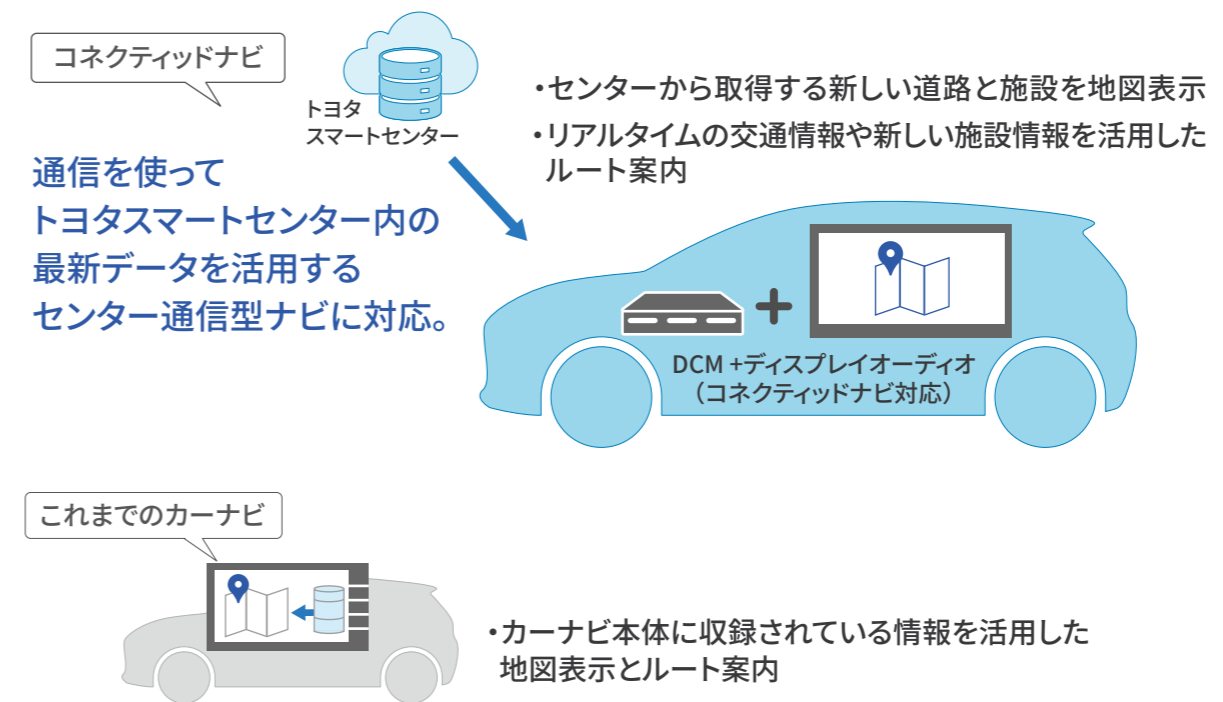 コネクティッドナビ
トヨタ
スマートセンター
通信を使って
トヨタスマートセンター内の
最新データを活用する
センター通信型ナビに対応。
・センターから取得する新しい道路と施設を地図表示
・リアルタイムの交通情報や新しい施設情報を活用した
ルート案内
DCM +ディスプレイオーディオ
（コネクティッドナビ対応）
これまでのカーナビ
・カーナビ本体に収録されている情報を活用した
地図表示とルート案内